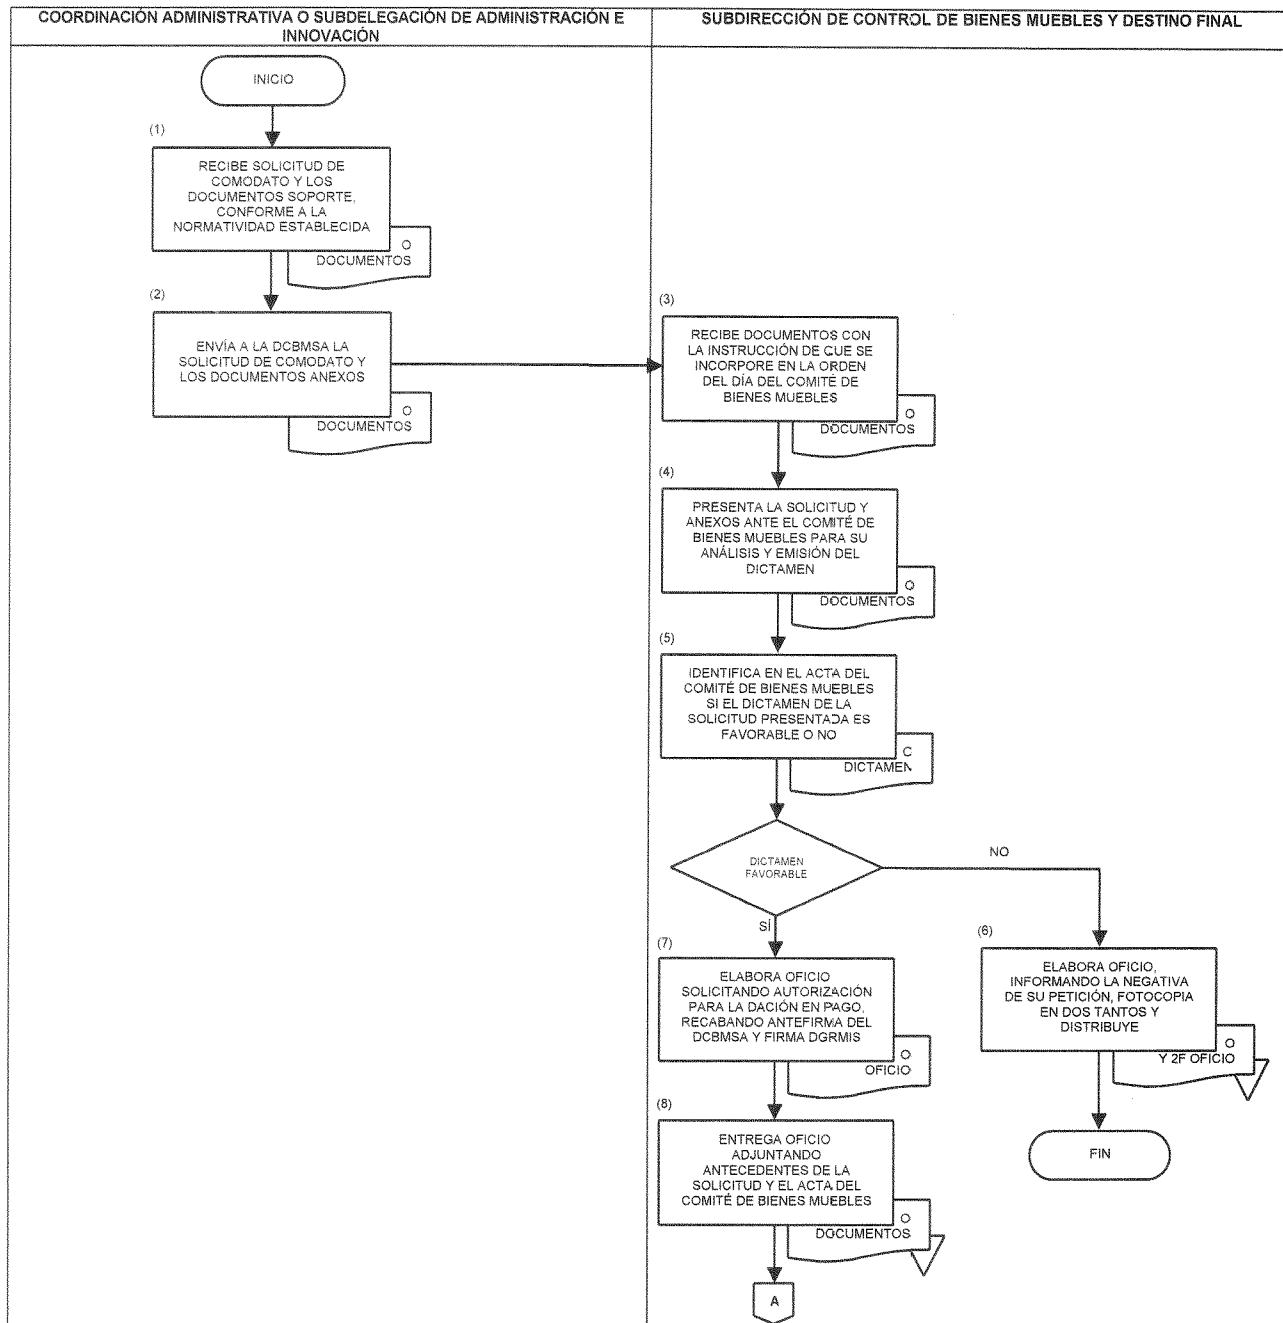 COORDINACIÓN ADMINISTRATIVA O SUBDELEGACIÓN DE ADMINISTRACIÓN E
INNOVACIÓN
SUBDIRECCIÓN DE CONTROL DE BIENES MUEBLES Y DESTINO FINAL
INICIO
(1)
RECIBE SOLICITUD DE
COMODATO Y LOS
DOCUMENTOS SOPORTE,
CONFORME A LA
NORMATIVIDAD ESTABLECIDA
O
DOCUMENTOS
(2)
ENVÍA A LA DCBMSA LA
SOLICITUD DE COMODATO Y
LOS DOCUMENTOS ANEXOS
O
DOCUMENTOS
(3)
RECIBE DOCUMENTOS CON
LA INSTRUCCIÓN DE QUE SE
INCORPORE EN LA ORDEN
DEL DÍA DEL COMITÉ DE
BIENES MUEBLES
O
DOCUMENTOS
(4)
PRESENTA LA SOLICITUD Y
ANEXOS ANTE EL COMITÉ DE
BIENES MUEBLES PARA SU
ANÁLISIS Y EMISIÓN DEL
DICTAMEN
O
DOCUMENTOS
(5)
IDENTIFICA EN EL ACTA DEL
COMITÉ DE BIENES MUEBLES
SI EL DICTAMEN DE LA
SOLICITUD PRESENTADA ES
FAVORABLE O NO
O
DICTAMEN
DICTAMEN
FAVORABLE
NO
SÍ
(7)
ELABORA OFICIO
SOLICITANDO AUTORIZACIÓN
PARA LA DACIÓN EN PAGO,
RECABANDO ANTEFIRMA DEL
DCBMSA Y FIRMA DGRMIS
O
OFICIO
(6)
ELABORA OFICIO,
INFORMANDO LA NEGATIVA
DE SU PETICIÓN, FOTOCOPIA
EN DOS TANTOS Y
DISTRIBUYE
O
Y 2F OFICIO
(8)
ENTREGA OFICIO
ADJUNTANDO
ANTECEDENTES DE LA
SOLICITUD Y EL ACTA DEL
COMITÉ DE BIENES MUEBLES
O
DOCUMENTOS
FIN
A